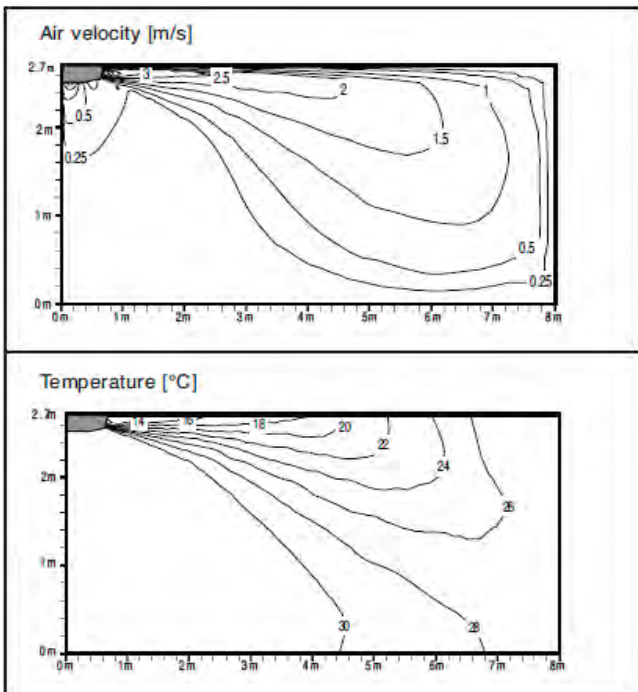 Air velocity [m/s]
2.7m
3
2.5
2
1
0.5
2m
1.5
0.25
1m
0.5
0.25
0m
0m 1m 2m 3m 4m 5m 6m 7m 8m
Temperature [°C]
2.7m
14 16 18 20
22
24
2m
26
1m
30 28
0m
0m 1m 2m 3m 4m 5m 6m 7m 8m